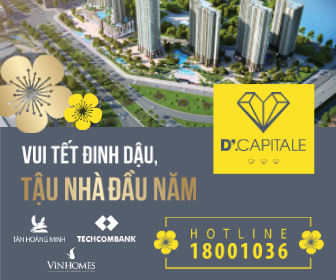 D'.CAPITALE
VUI TẾT ĐINH DẬU,
TẬU NHÀ ĐẦU NĂM
TÂN HOÀNG MINH
TECHCOMBANK
VINHOMES
HOTLINE
18001036